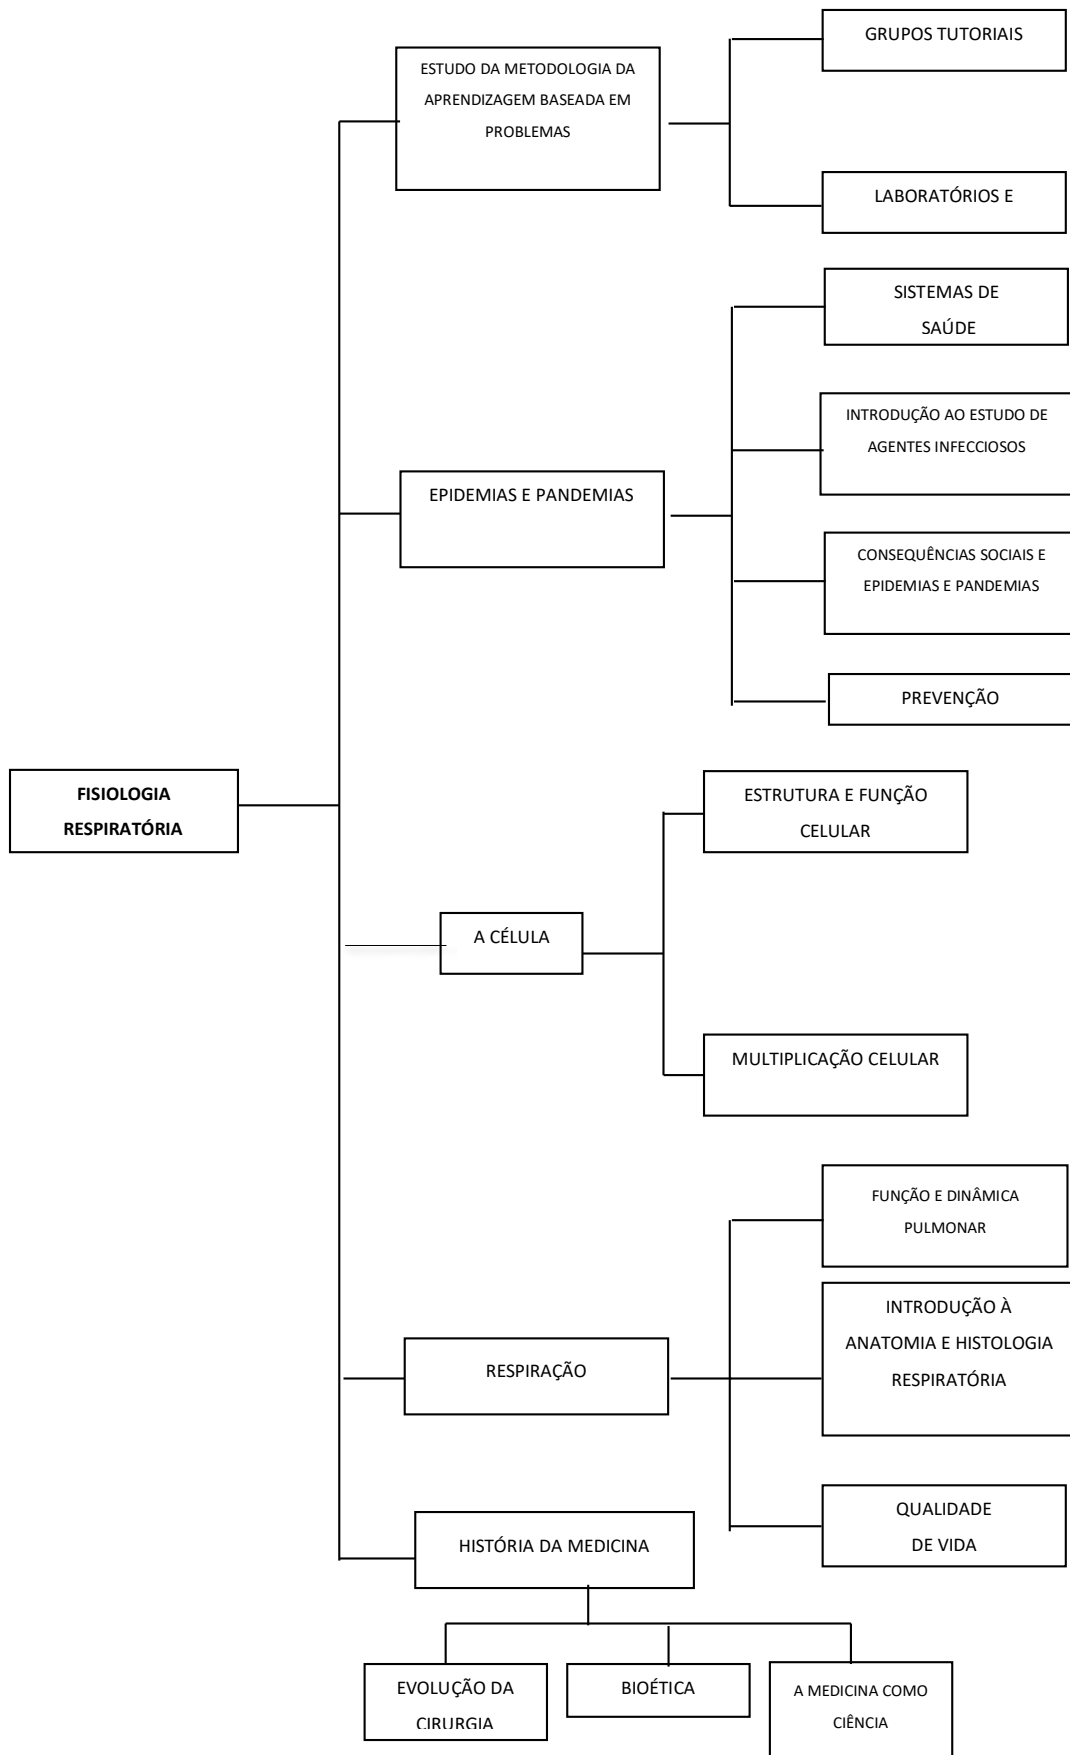 GRUPOS TUTORIAIS
ESTUDO DA METODOLOGIA DA
APRENDIZAGEM BASEADA EM
PROBLEMAS
LABORATÓRIOS E
SISTEMAS DE
SAÚDE
INTRODUÇÃO AO ESTUDO DE
AGENTES INFECCIOSOS
EPIDEMIAS E PANDEMIAS
CONSEQUÊNCIAS SOCIAIS E
EPIDEMIAS E PANDEMIAS
PREVENÇÃO
FISIOLOGIA
RESPIRATÓRIA
ESTRUTURA E FUNÇÃO
CELULAR
A CÉLULA
MULTIPLICAÇÃO CELULAR
FUNÇÃO E DINÂMICA
PULMONAR
INTRODUÇÃO À
ANATOMIA E HISTOLOGIA
RESPIRATÓRIA
RESPIRAÇÃO
QUALIDADE
DE VIDA
HISTÓRIA DA MEDICINA
EVOLUÇÃO DA
CIRURGIA
BIOÉTICA
A MEDICINA COMO
CIÊNCIA